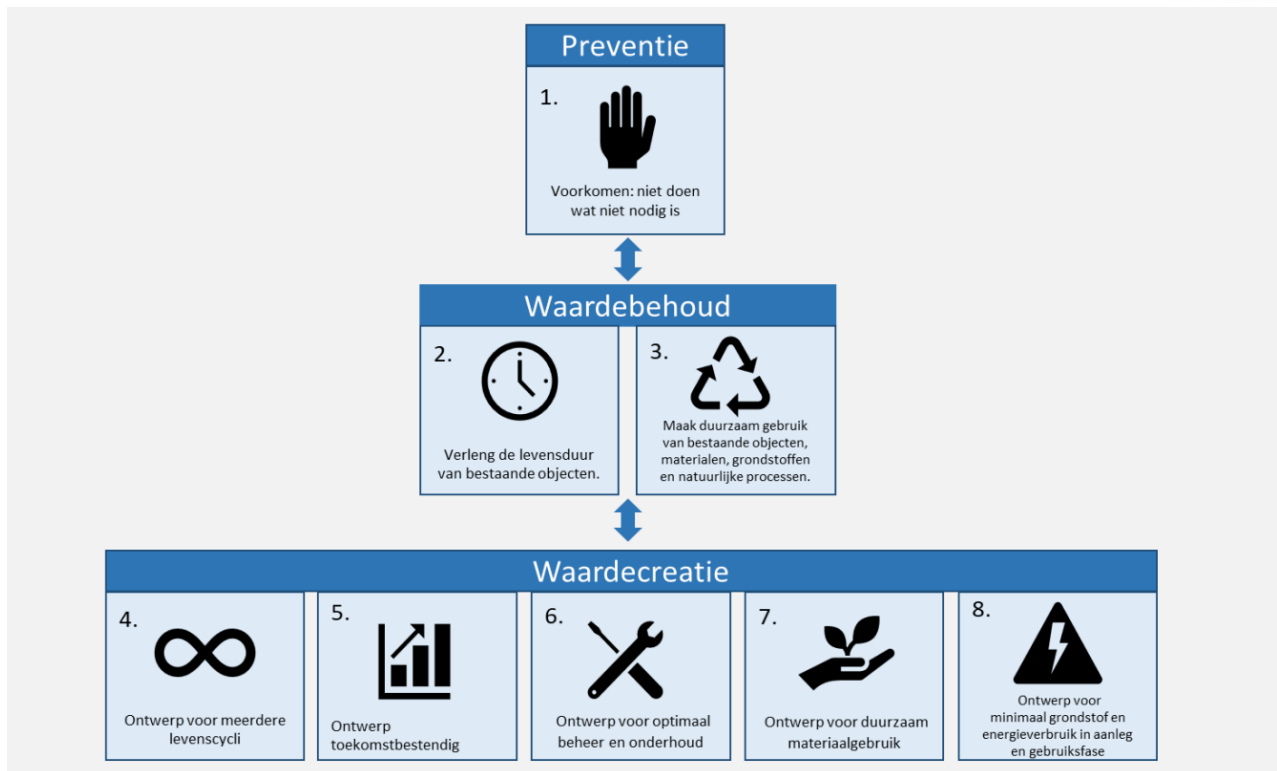 Preventie
1.
Voorkomen: niet doen
wat niet nodig is
Waardebehoud
2.
Verleng de levensduur
van bestaande objecten.
3.
Maak duurzaam gebruik
van bestaande objecten,
materialen, grondstoffen
en natuurlijke processen.
Waardecreatie
4.
Ontwerp voor meerdere
levenscycli
5.
Ontwerp
toekomstbestendig
6.
Ontwerp voor optimaal
beheer en onderhoud
7.
Ontwerp voor duurzaam
materiaalgebruik
8.
Ontwerp voor
minimaal grondstof en
energieverbruik in aanleg
en gebruiksfase